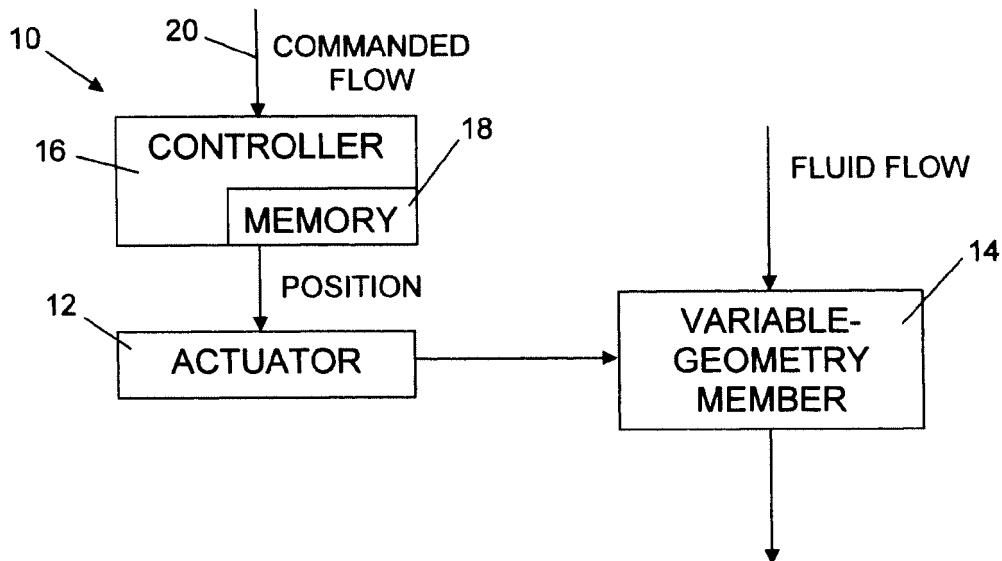 10
20
COMMANDED
FLOW
16
CONTROLLER
18
MEMORY
FLUID FLOW
POSITION
12
ACTUATOR
14
VARIABLE-
GEOMETRY
MEMBER